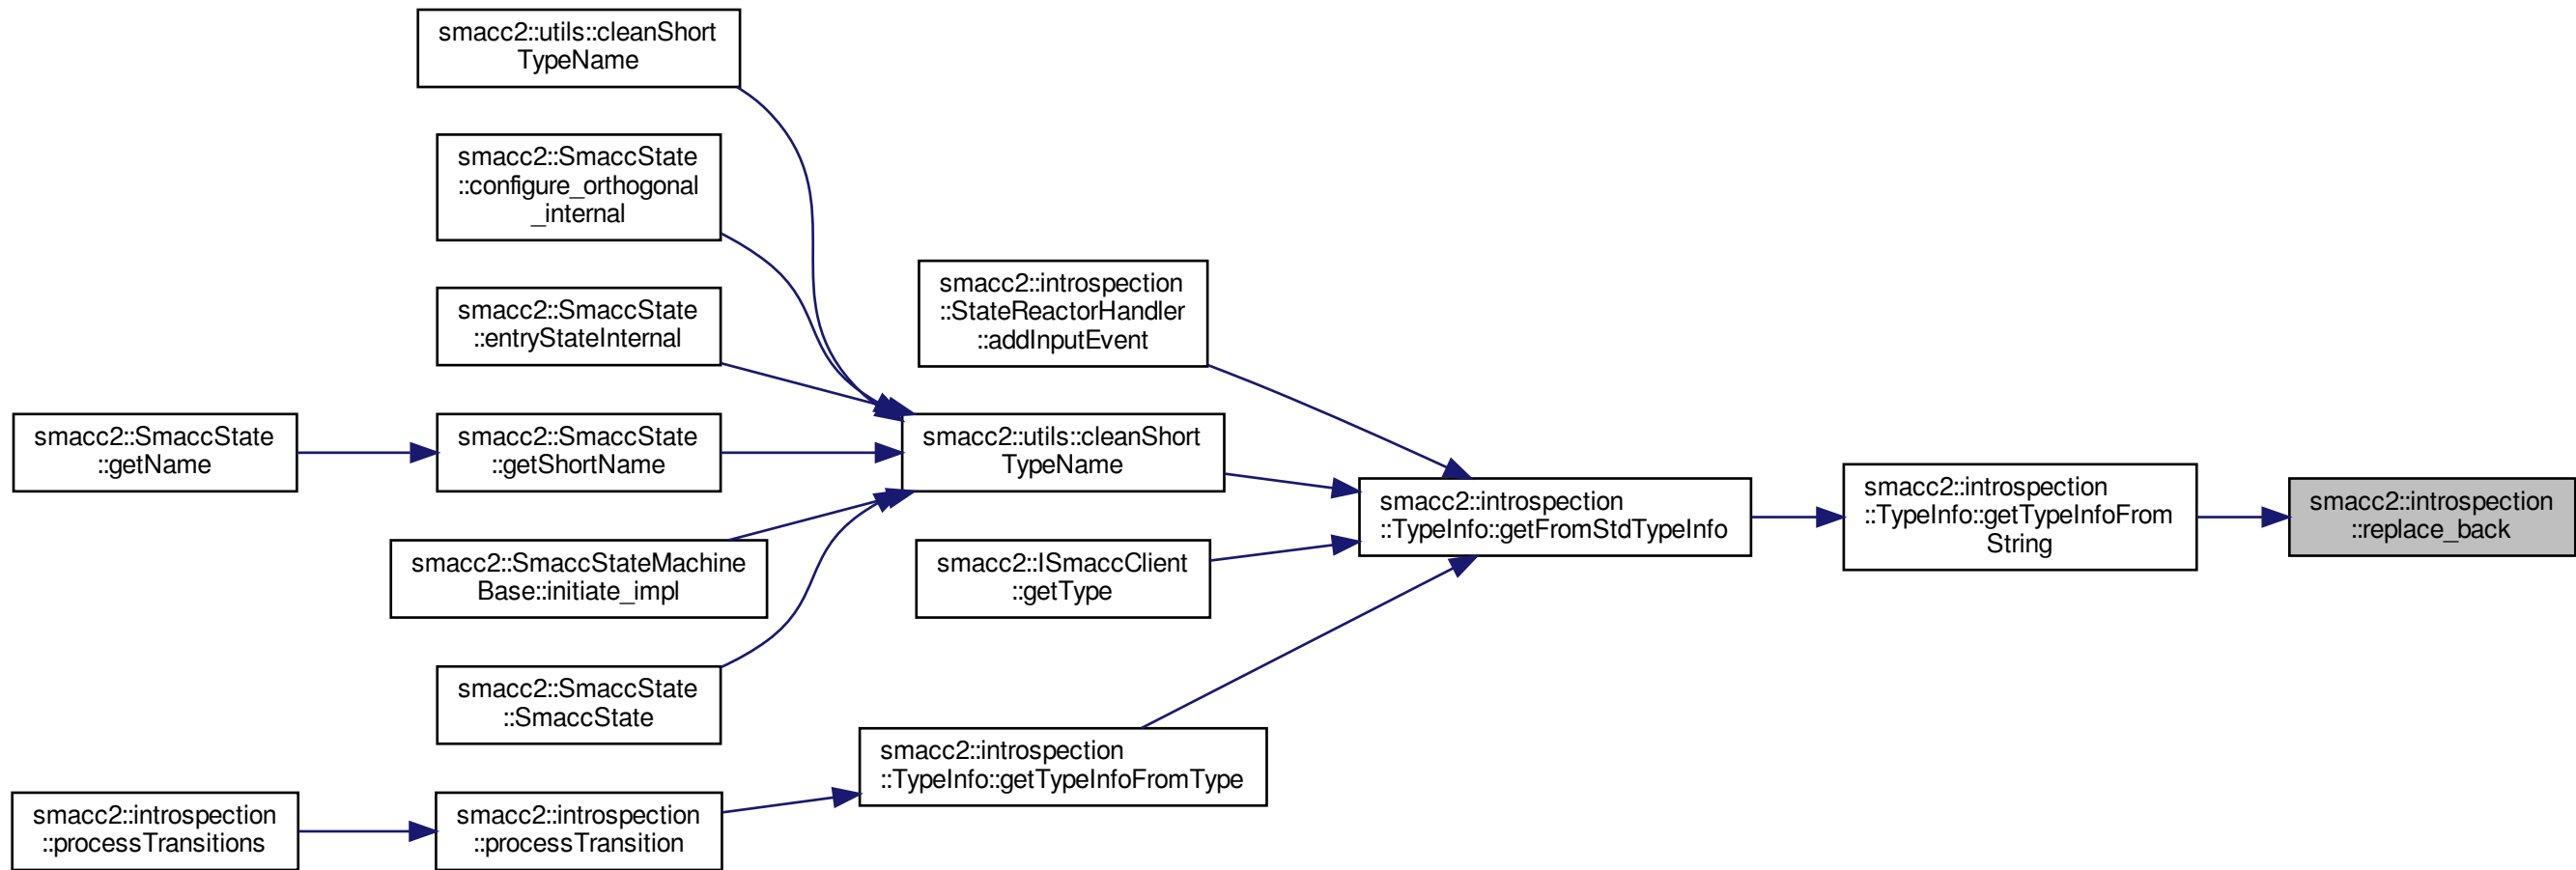 smacc2::utils::cleanShort
TypeName
smacc2::SmaccState
::configure_orthogonal
_internal
smacc2::SmaccState
::entryStateInternal
smacc2::SmaccState
::getName
smacc2::SmaccState
::getShortName
smacc2::SmaccStateMachine
Base::initiate_impl
smacc2::SmaccState
::SmaccState
smacc2::introspection
::processTransitions
smacc2::introspection
::processTransition
smacc2::introspection
::StateReactorHandler
::addInputEvent
smacc2::utils::cleanShort
TypeName
smacc2::ISmaccClient
::getType
smacc2::introspection
::TypeInfo::getTypeInfoFromType
smacc2::introspection
::TypeInfo::getFromStdTypeInfo
smacc2::introspection
::TypeInfo::getTypeInfoFrom
String
smacc2::introspection
::replace_back